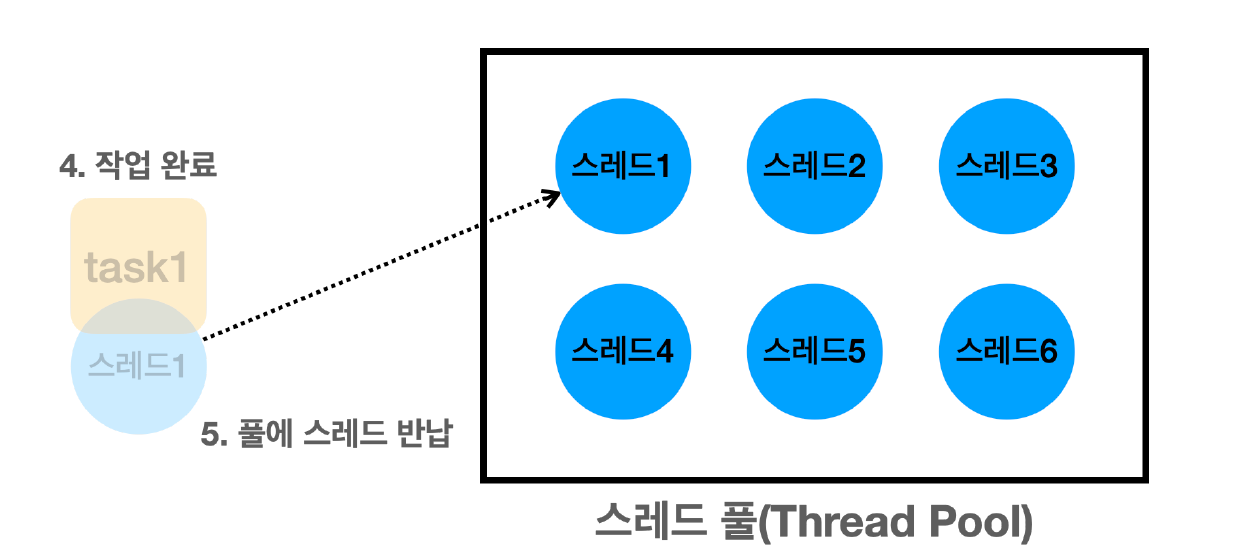 4. 작업 완료
task1
스레드1
5. 풀에 스레드 반납
스레드1 스레드2 스레드3
스레드4 스레드5 스레드6
스레드 풀(Thread Pool)